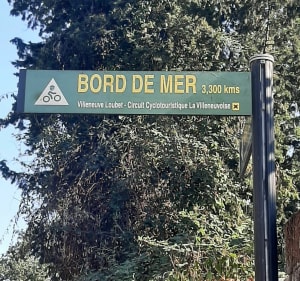 BORD DE MER 3,300 kms
Villeneuve Loubet - Circuit Cyclotouristique La Villeneuvoise